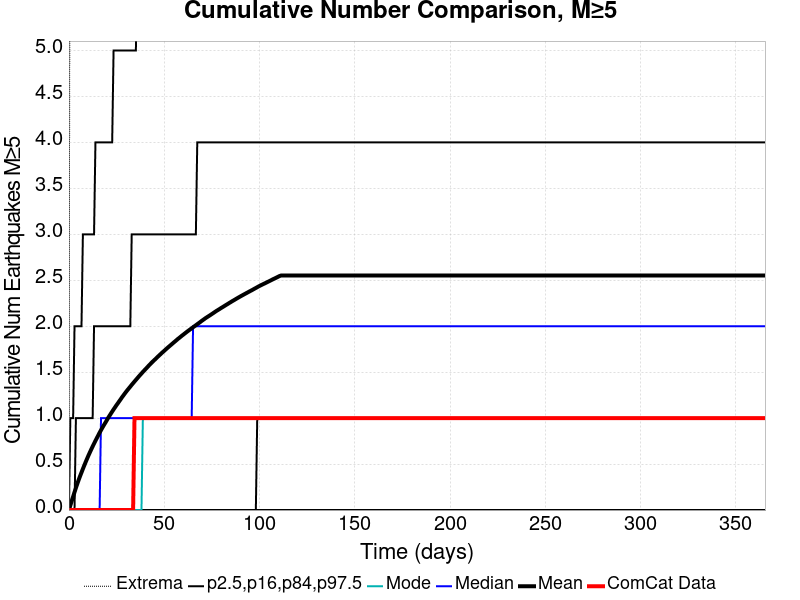 Cumulative Number Comparison, M≥5
Cumulative Num Earthquakes M≥5
5.0
4.5
4.0
3.5
3.0
2.5
2.0
1.5
1.0
0.5
0.0
0 50 100 150 200 250 300 350
Time (days)
Extrema p2.5,p16,p84,p97.5 Mode Median Mean ComCat Data